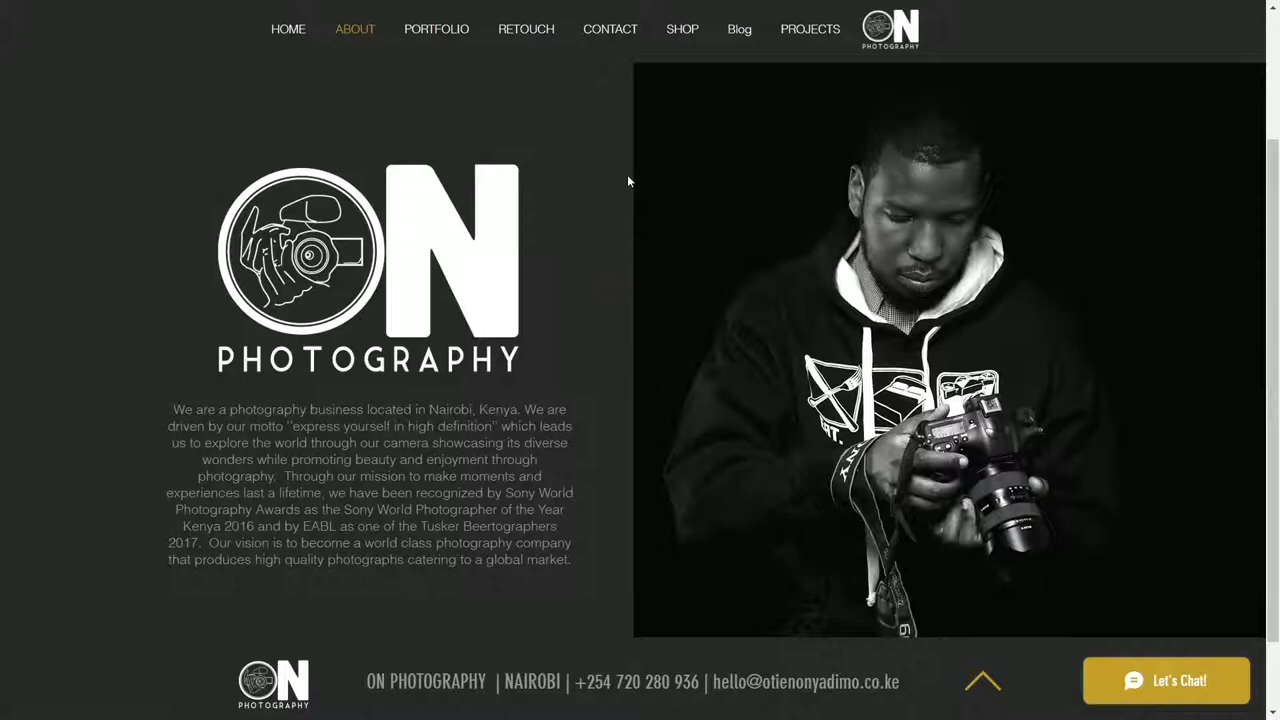 HOME ABOUT PORTFOLIO RETOUCH CONTACT SHOP Blog PROJECTS ON
PHOTOGRAPHY
ON
PHOTOGRAPHY
We are a photography business located in Nairobi, Kenya. We are
driven by our motto "express yourself in high definition" which leads
us to explore the world through our camera showcasing its diverse
wonders while promoting beauty and enjoyment through
photography. Through our mission to make moments and
experiences last a lifetime, we have been recognized by Sony World
Photography Awards as the Sony World Photographer of the Year
Kenya 2016 and by EABL as one of the Tusker Beertographers
2017. Our vision is to become a world class photography company
that produces high quality photographs catering to a global market.
ON
PHOTOGRAPHY
ON PHOTOGRAPHY | NAIROBI | +254 720 280 936 | hello@otienonyadimo.co.ke
Let's Chat!